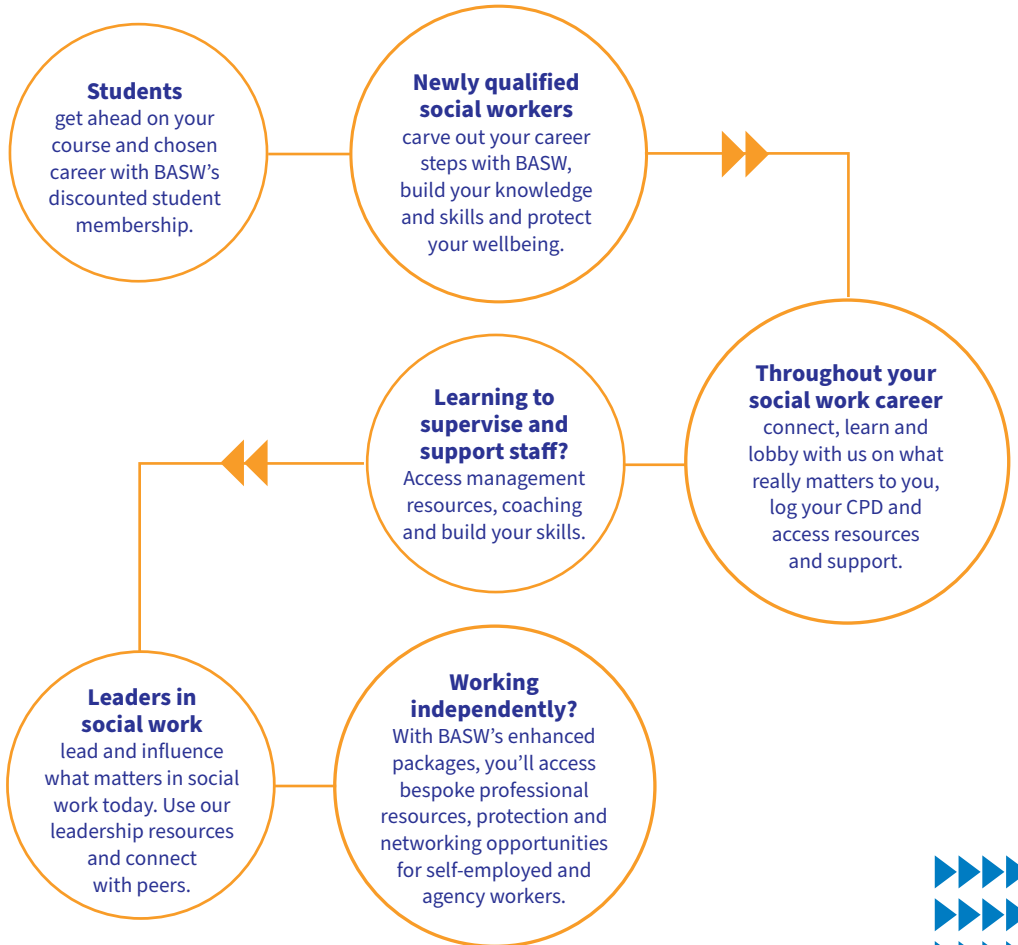 Students
get ahead on your
course and chosen
career with BASW’s
discounted student
membership.
Newly qualified
social workers
carve out your career
steps with BASW,
build your knowledge
and skills and protect
your wellbeing.
Throughout your
social work career
connect, learn and
lobby with us on what
really matters to you,
log your CPD and
access resources
and support.
Learning to
supervise and
support staff?
Access management
resources, coaching
and build your skills.
Leaders in
social work
lead and influence
what matters in social
work today. Use our
leadership resources
and connect
with peers.
Working
independently?
With BASW’s enhanced
packages, you’ll access
bespoke professional
resources, protection and
networking opportunities
for self-employed and
agency workers.